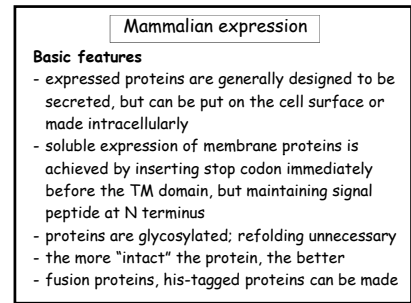 Mammalian expression
Basic features
- expressed proteins are generally designed to be
secreted, but can be put on the cell surface or
made intracellularly
- soluble expression of membrane proteins is
achieved by inserting stop codon immediately
before the TM domain, but maintaining signal
peptide at N terminus
- proteins are glycosylated; refolding unnecessary
- the more “intact” the protein, the better
- fusion proteins, his-tagged proteins can be made